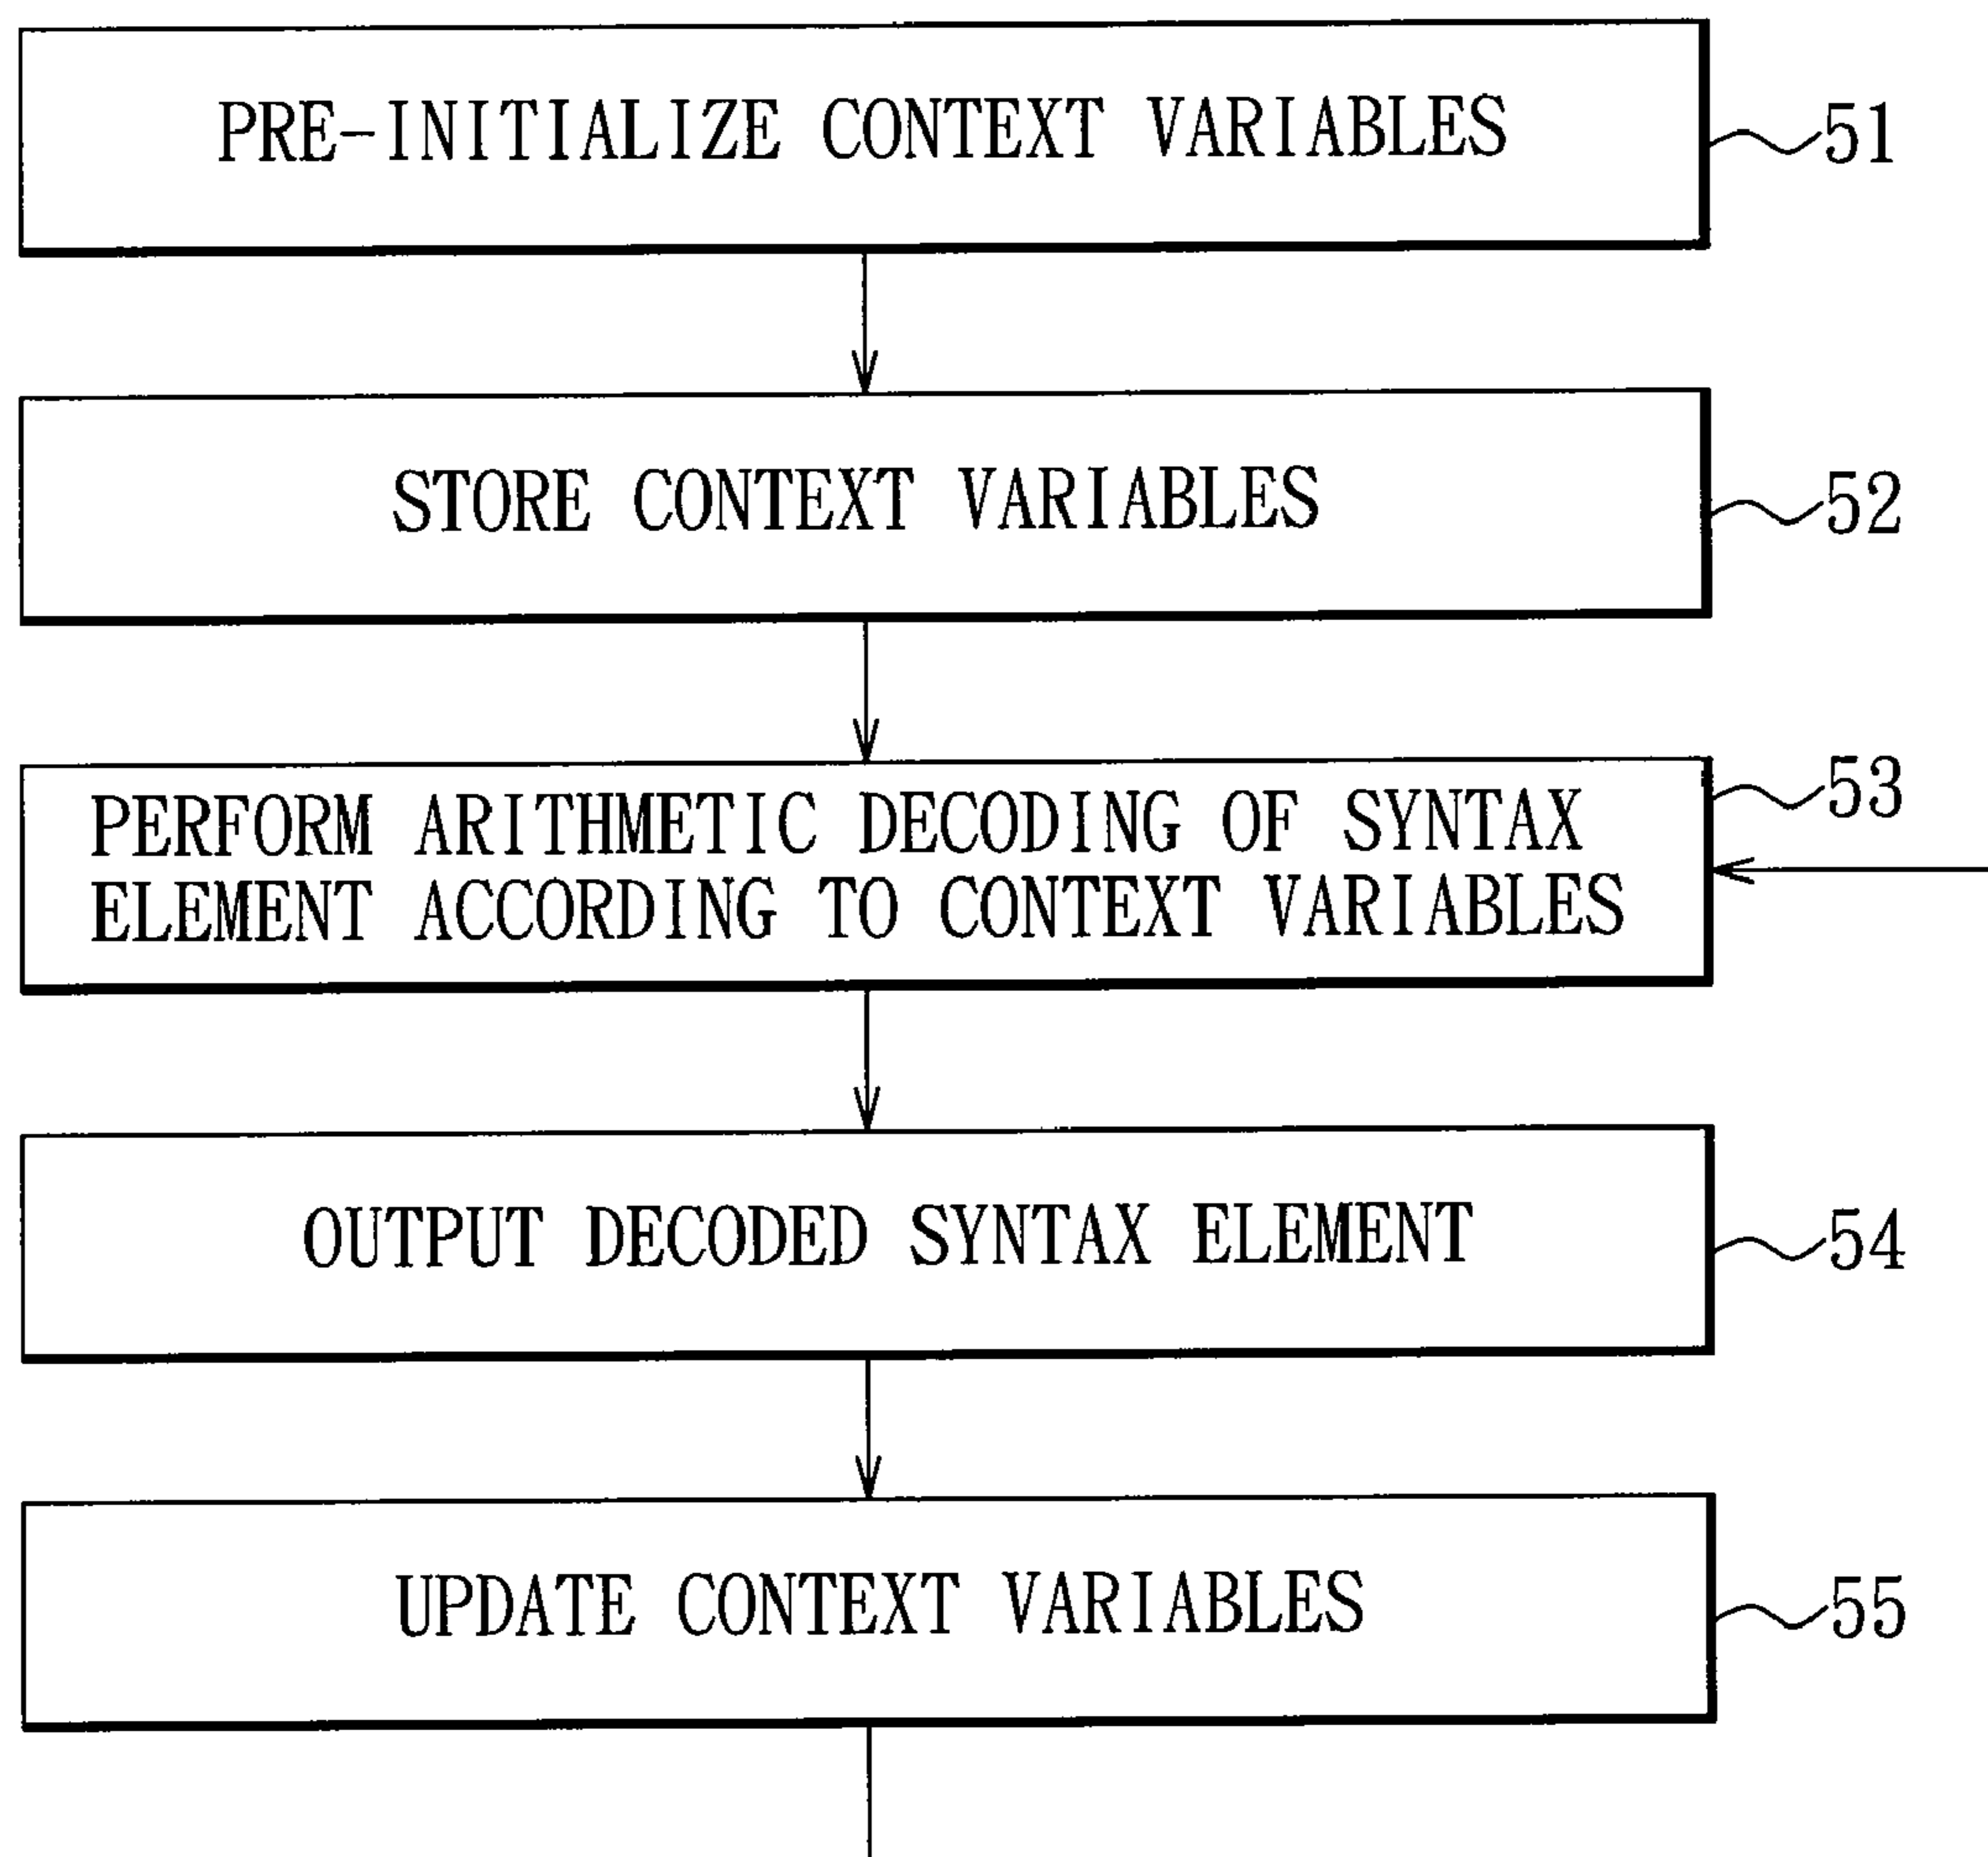 PRE-INITIALIZE CONTEXT VARIABLES
51
STORE CONTEXT VARIABLES
52
PERFORM ARITHMETIC DECODING OF SYNTAX
ELEMENT ACCORDING TO CONTEXT VARIABLES
53
OUTPUT DECODED SYNTAX ELEMENT
54
UPDATE CONTEXT VARIABLES
55